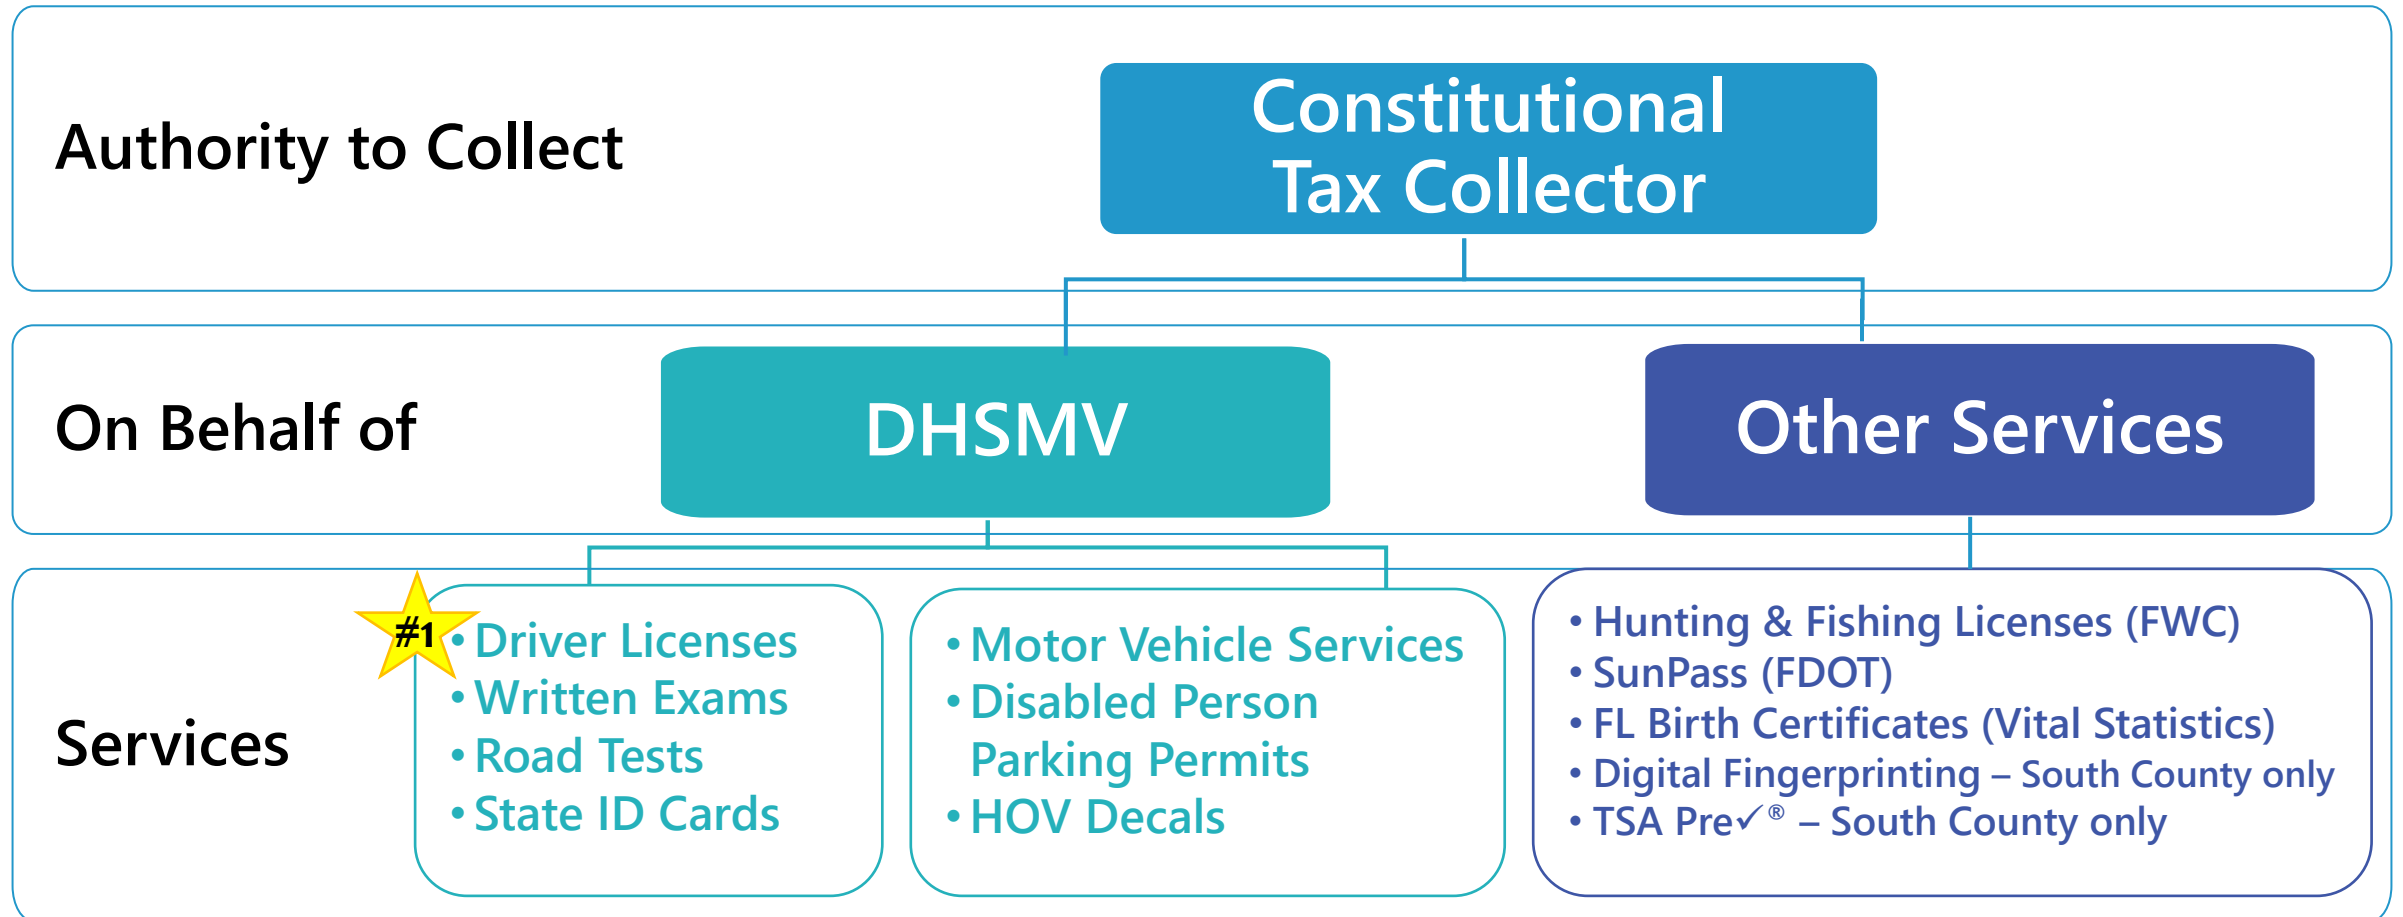 Authority to Collect
Constitutional
Tax Collector
On Behalf of
DHSMV
Other Services
Services
#1
• Driver Licenses
• Written Exams
• Road Tests
• State ID Cards
• Motor Vehicle Services
• Disabled Person
Parking Permits
• HOV Decals
• Hunting & Fishing Licenses (FWC)
• SunPass (FDOT)
• FL Birth Certificates (Vital Statistics)
• Digital Fingerprinting – South County only
• TSA Pre✓® – South County only